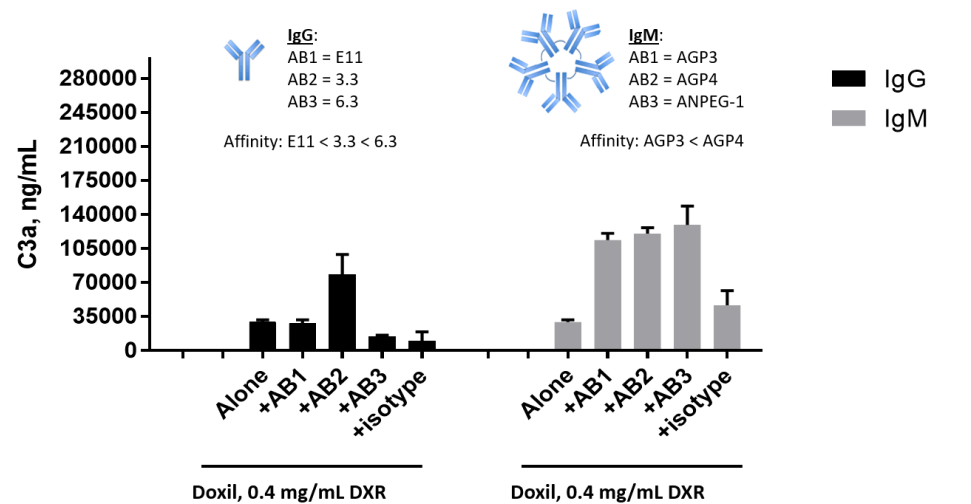 IgG:
AB1 = E11
AB2 = 3.3
AB3 = 6.3
Affinity: E11 < 3.3 < 6.3
IgM:
AB1 = AGP3
AB2 = AGP4
AB3 = ANPEG-1
Affinity: AGP3 < AGP4
IgG
IgM
C3a, ng/mL
280000
245000
210000
175000
140000
105000
70000
35000
0
Alone
+AB1
+AB2
+AB3
+isotype
Alone
+AB1
+AB2
+AB3
+isotype
Doxil, 0.4 mg/mL DXR
Doxil, 0.4 mg/mL DXR